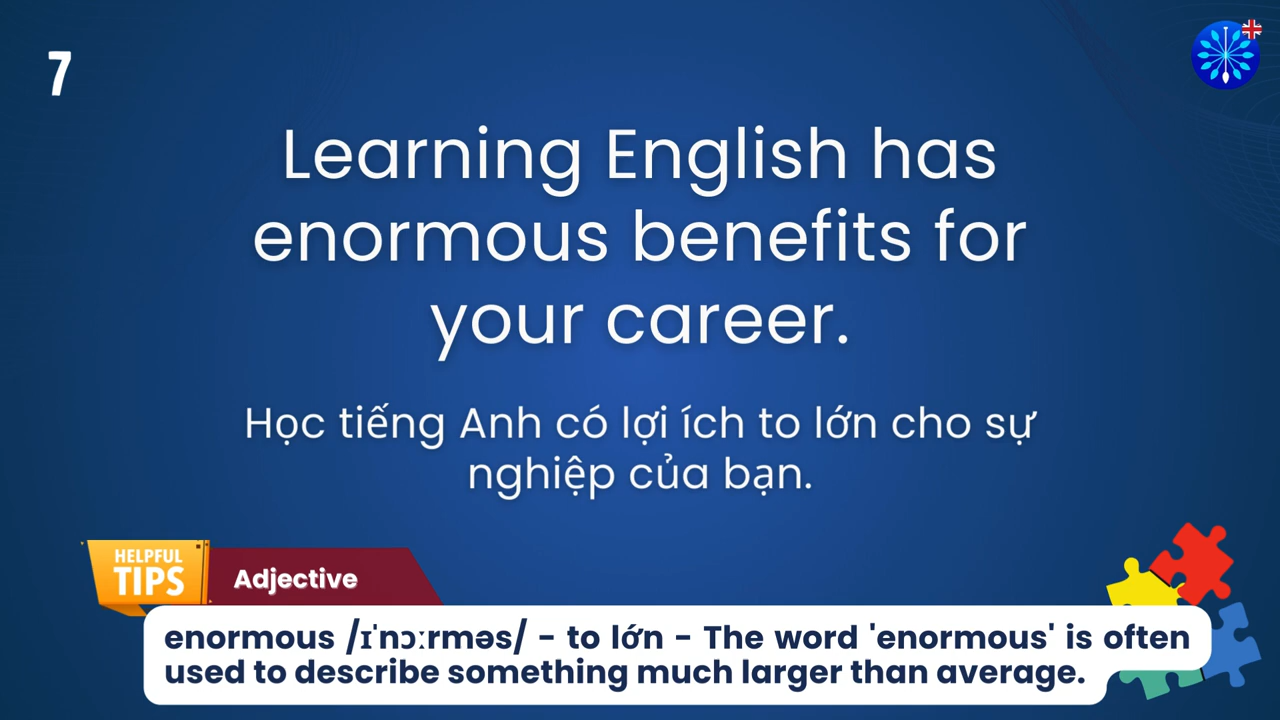 7
Learning English has
enormous benefits for
your career.
Học tiếng Anh có lợi ích to lớn cho sự
nghiệp của bạn.
HELPFUL
TIPS
Adjective
enormous /ɪˈnɔːrməs/ - to lớn - The word 'enormous' is often
used to describe something much larger than average.